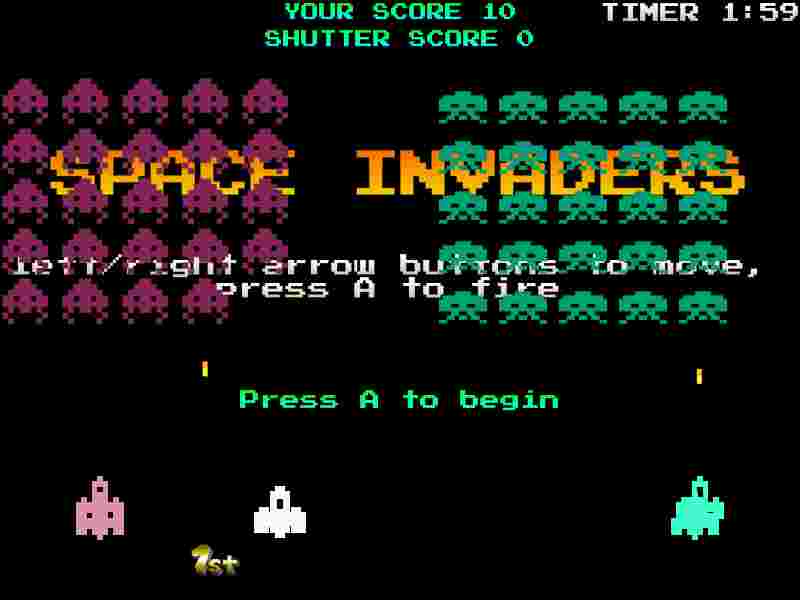 YOUR SCORE 10
TIMER 1:59
SHUTTER SCORE 0
SPACE INVADERS
left/right arrow buttons to move,
press A to fire
Press A to begin
1st